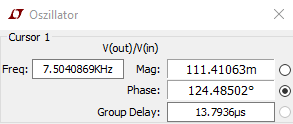 Oszillator
Cursor 1
V(out)/V(in)
Freq: 7.5040869KHz Mag: 111.41063m
Phase: 124.48502°
Group Delay: 13.7936µs